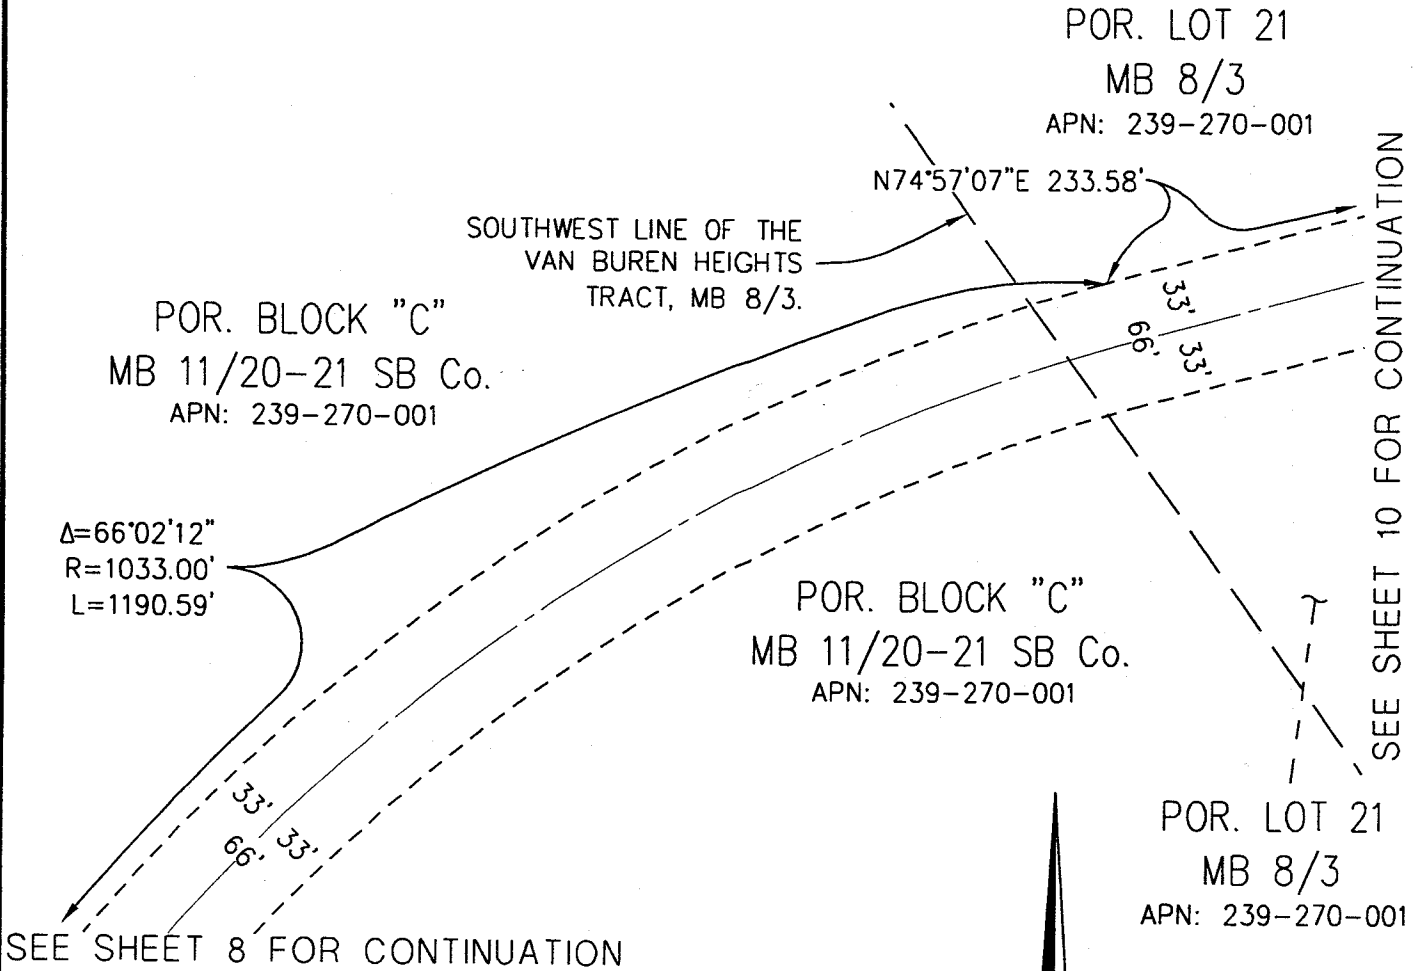 POR. LOT 21
MB 8/3
APN: 239-270-001
N74°57'07"E 233.58'
SOUTHWEST LINE OF THE
VAN BUREN HEIGHTS
TRACT, MB 8/3.
POR. BLOCK "C"
MB 11/20-21 SB Co.
APN: 239-270-001
33'
66'
33'
SEE SHEET 10 FOR CONTINUATION
Δ=66°02'12"
R=1033.00'
L=1190.59'
POR. BLOCK "C"
MB 11/20-21 SB Co.
APN: 239-270-001
33'
66'
33'
POR. LOT 21
MB 8/3
APN: 239-270-001
SEE SHEET 8 FOR CONTINUATION